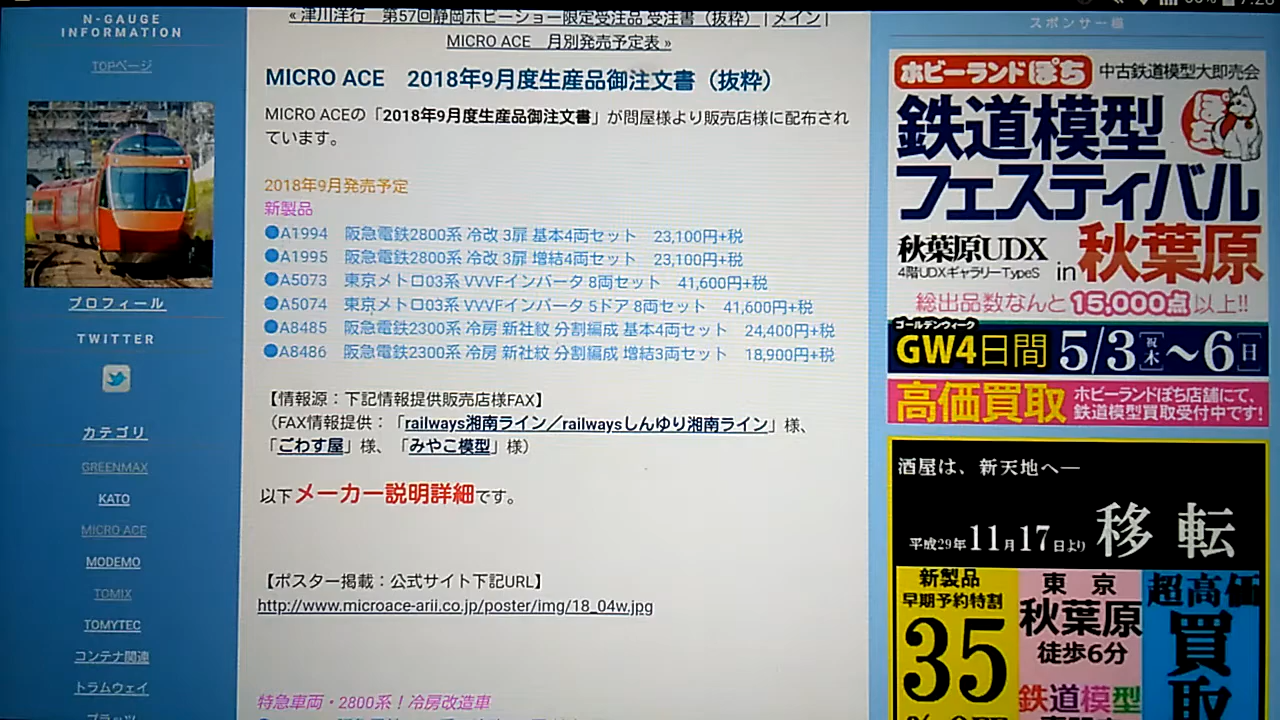 N-GAUGE
INFORMATION
TOPページ
プロフィール
TWITTER
カテゴリ
GREENMAX
KATO
MICRO ACE
MODEMO
TOMIX
TOMYTEC
コンテナ関連
トラムウェイ
« 津川洋行 第57回静岡ホビーショー限定受注品 受注書（抜粋） | メイン |
MICRO ACE 月別発売予定表 »
MICRO ACE 2018年9月度生産品御注文書（抜粋）
MICRO ACEの「2018年9月度生産品御注文書」が問屋様より販売店様に配布され
ています。
2018年9月発売予定
新製品
●A1994 阪急電鉄2800系 冷改 3扉 基本4両セット 23,100円+税
●A1995 阪急電鉄2800系 冷改 3扉 増結4両セット 23,100円+税
●A5073 東京メトロ03系 VVVFインバータ 8両セット 41,600円+税
●A5074 東京メトロ03系 VVVFインバータ 5ドア 8両セット 41,600円+税
●A8485 阪急電鉄2300系 冷房 新社紋 分割編成 基本4両セット 24,400円+税
●A8486 阪急電鉄2300系 冷房 新社紋 分割編成 増結3両セット 18,900円+税
【情報源：下記情報提供販売店様FAX】
（FAX情報提供：「railways湘南ライン／railwaysしんゆり湘南ライン」様、
「ごわす屋」様、「みやこ模型」様）
以下メーカー説明詳細です。
【ポスター掲載：公式サイト下記URL】
http://www.microace-arii.co.jp/poster/img/18_04w.jpg
特急車両・2800系！冷房改造車
スポンサー様
ホビーランドぽち 中古鉄道模型大即売会
鉄道模型
ぽち
フェスティバル
秋葉原UDX
4階UDXギャラリーTypeS
in秋葉原
総出品数なんと15,000点以上!!
ゴールデンウィーク
GW4日間 5/3[祝木]～6[日]
高価買取 ホビーランドぽち店舗にて、
鉄道模型買取受付中です!
酒屋は、新天地へ―
平成29年11月17日より 移転
新製品
早期予約特割
35
東京
秋葉原
徒歩6分
鉄道模型
超高価
買取